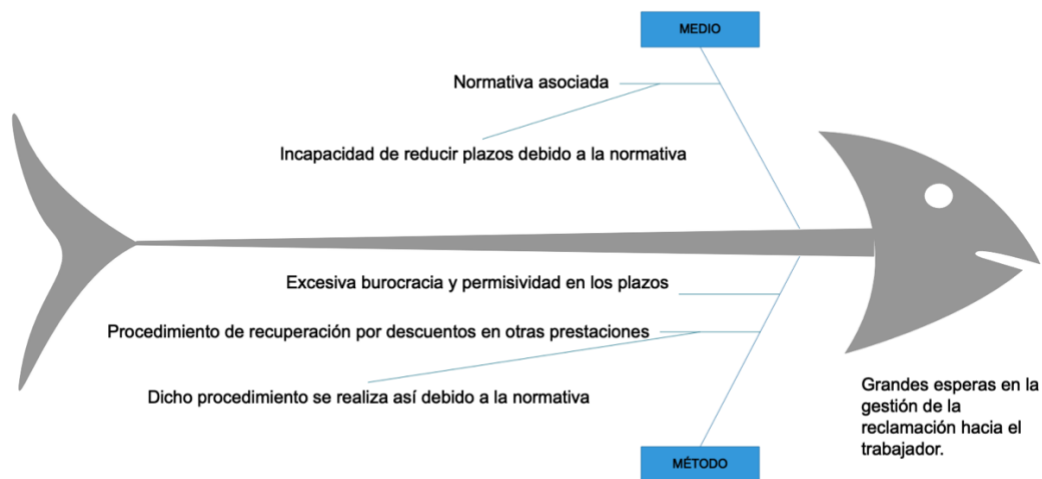 MEDIO
Normativa asociada
Incapacidad de reducir plazos debido a la normativa
Excesiva burocracia y permisividad en los plazos
Procedimiento de recuperación por descuentos en otras prestaciones
Dicho procedimiento se realiza así debido a la normativa
MÉTODO
Grandes esperas en la
gestión de la
reclamación hacia el
trabajador.